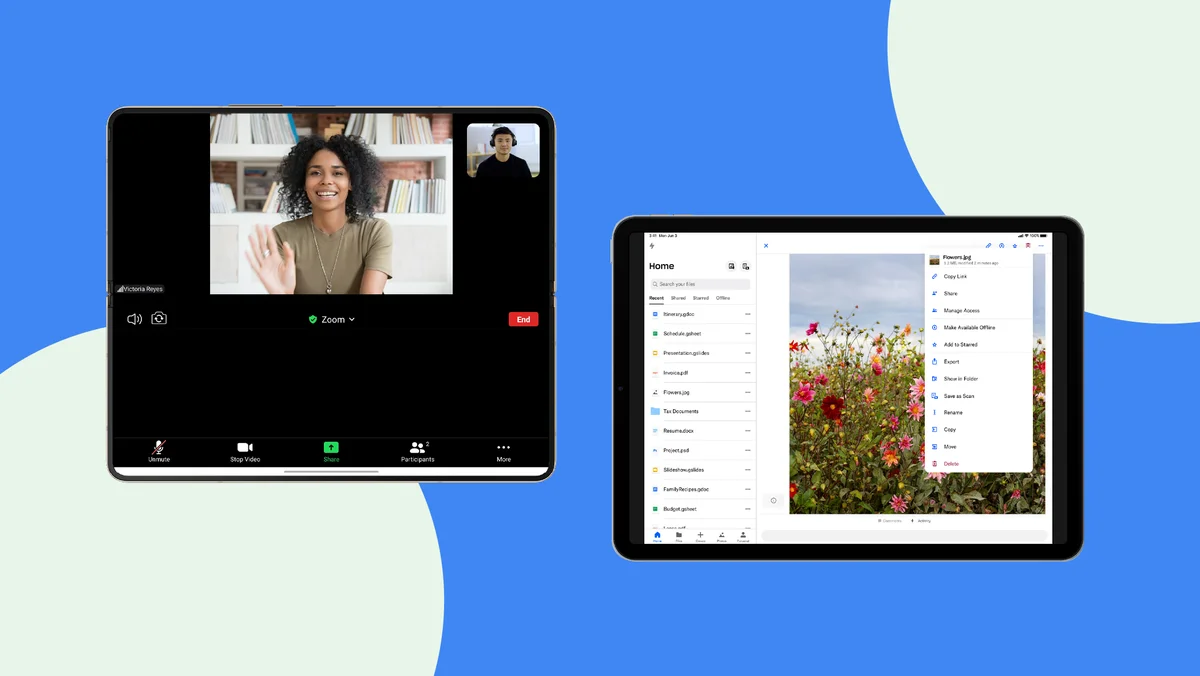 Victoria Reyes
Zoom
End
Unmute
Stop Video
Share
2
Participants
More
3:41 Mon Jun 3
100%
Home
Search your files
Recent
Shared
Starred
Offline
Itinerary.gdoc
Schedule.gsheet
Presentation.gslides
Invoice.pdf
Flowers.jpg
Tax Documents
Resume.docx
Project.psd
Slideshow.gslides
FamilyRecipes.gdoc
Budget.gsheet
Home
Files
Create
Photos
Account
Flowers.jpg
Copy Link
Share
Manage Access
Make Available Offline
Add to Starred
Export
Show in Folder
Save as Scan
Rename
Copy
Move
Delete
Activity